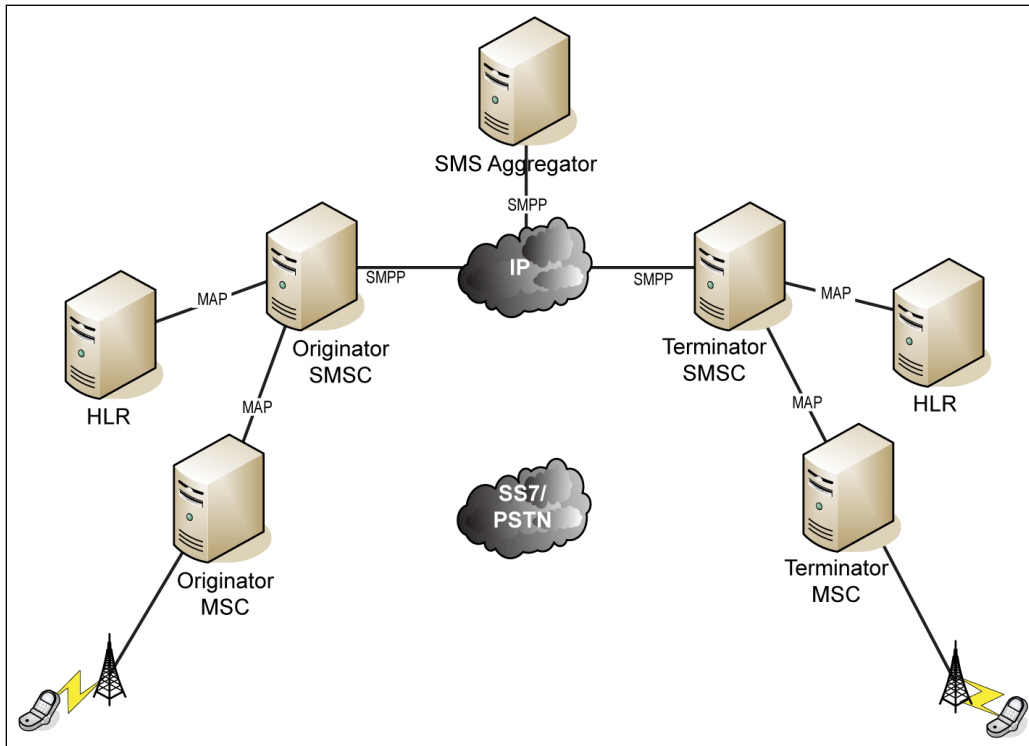 SMS Aggregator
SMPP
IP
SMPP
SMPP
MAP
MAP
Originator
SMSC
Terminator
SMSC
HLR
HLR
MAP
MAP
SS7/
PSTN
Originator
MSC
Terminator
MSC